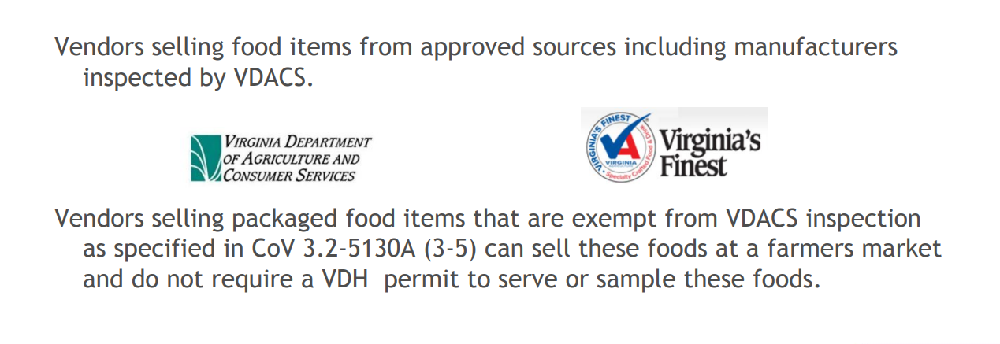 Vendors selling food items from approved sources including manufacturers
inspected by VDACS.
VIRGINIA DEPARTMENT
OF AGRICULTURE AND
CONSUMER SERVICES
VIRGINIA'S FINEST
VA
VIRGINIA
Specialty Crafted Food & Drink
Virginia's
Finest
Vendors selling packaged food items that are exempt from VDACS inspection
as specified in CoV 3.2-5130A (3-5) can sell these foods at a farmers market
and do not require a VDH  permit to serve or sample these foods.